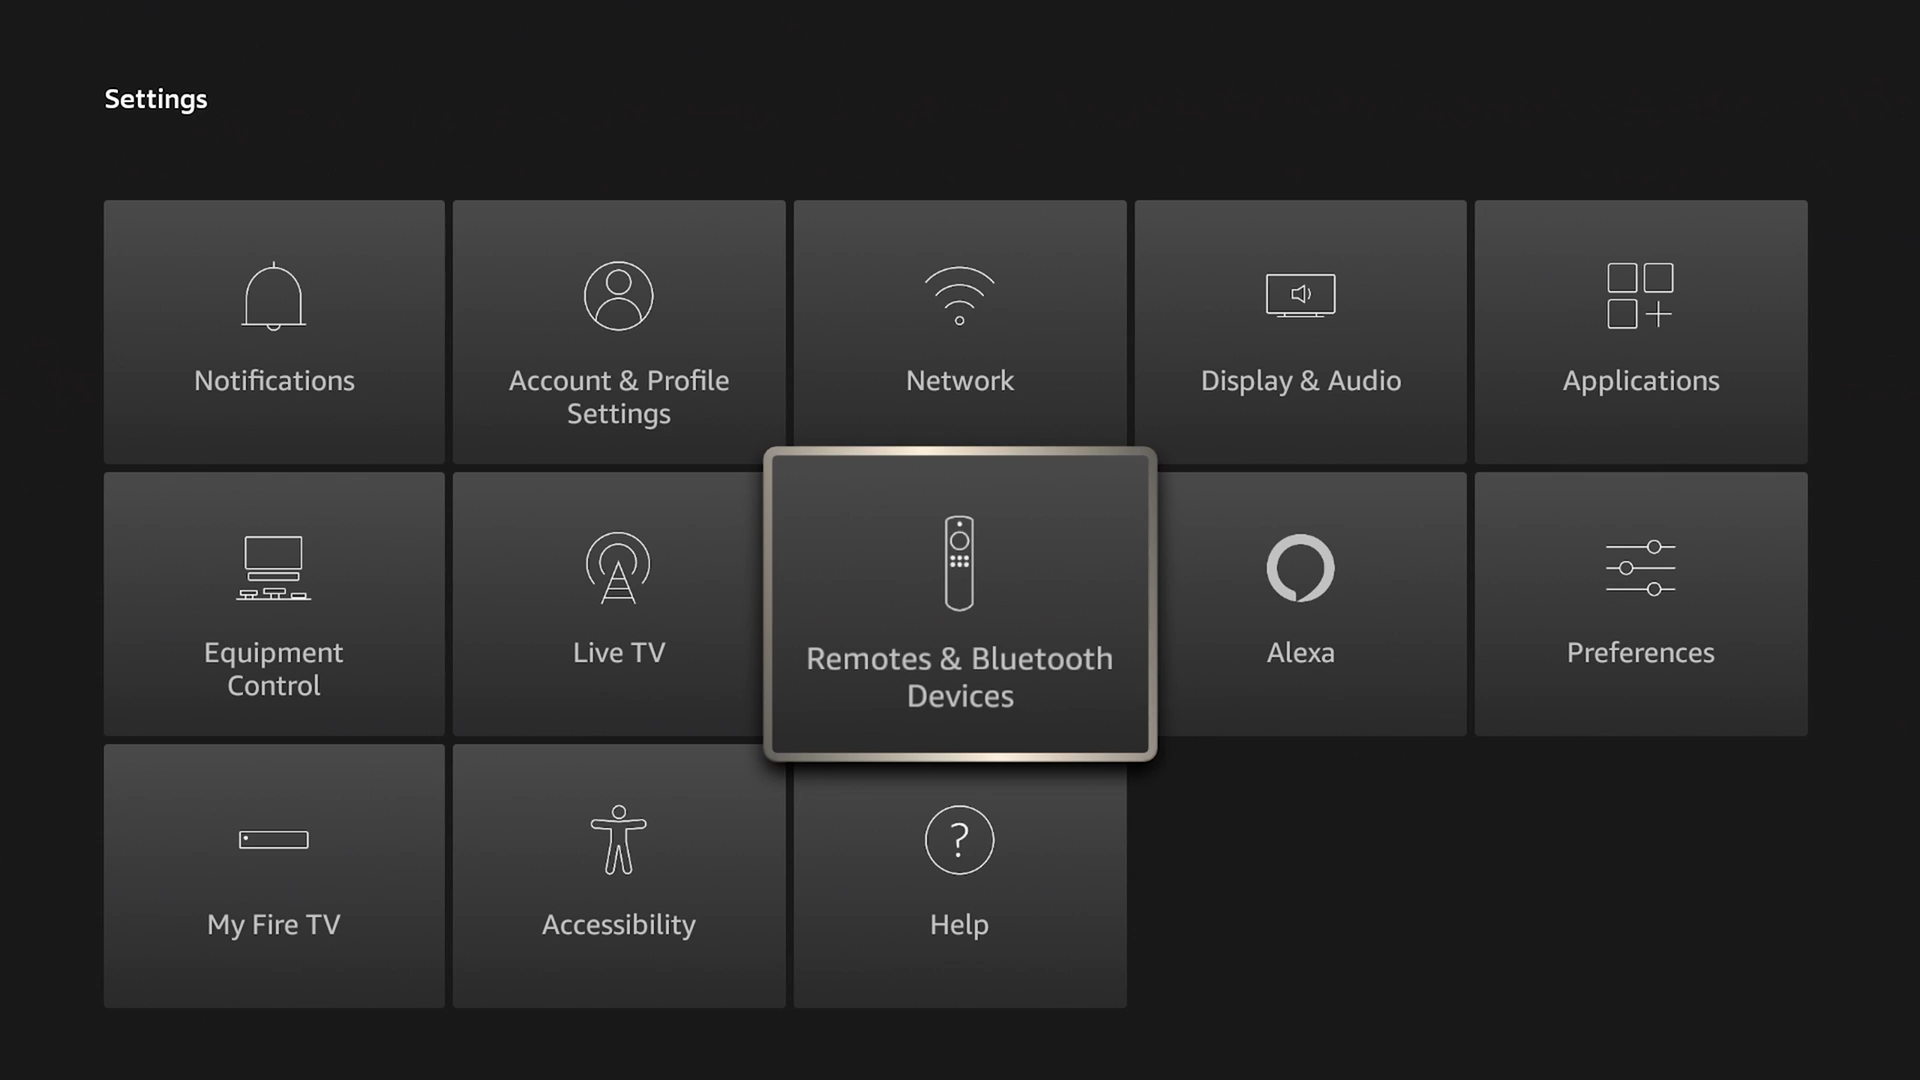 Settings
Notifications
Account & Profile
Settings
Network
Display & Audio
Applications
Equipment
Control
Live TV
Remotes & Bluetooth
Devices
Alexa
Preferences
My Fire TV
Accessibility
?
Help